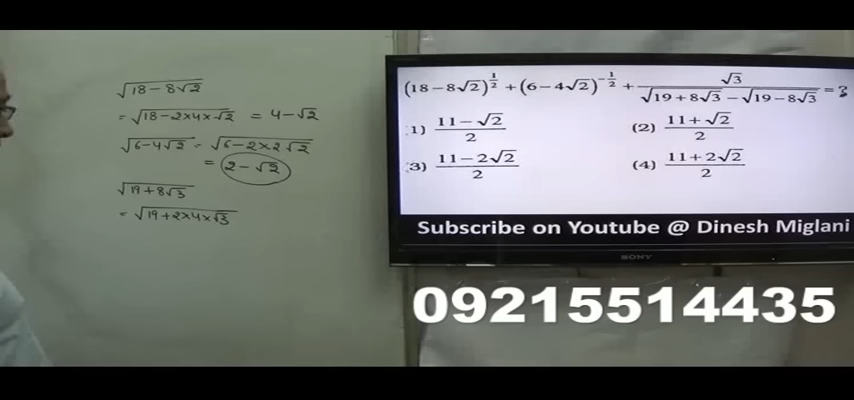 √18 - 8√2
= √18 - 2×4×√2 = 4 - √2
√6 - 4√2 = √6 - 2×2√2
= 2 - √2
√19 + 8√3
= √19 + 2×4×√3
(18 − 8√2)^(1/2) + (6 − 4√2)^(−1/2) + √3 / (√(19 + 8√3) − √(19 − 8√3)) = ?
1) (11 − √2)/2 (2) (11 + √2)/2
3) (11 − 2√2)/2 (4) (11 + 2√2)/2
Subscribe on Youtube @ Dinesh Miglani
SONY
09215514435